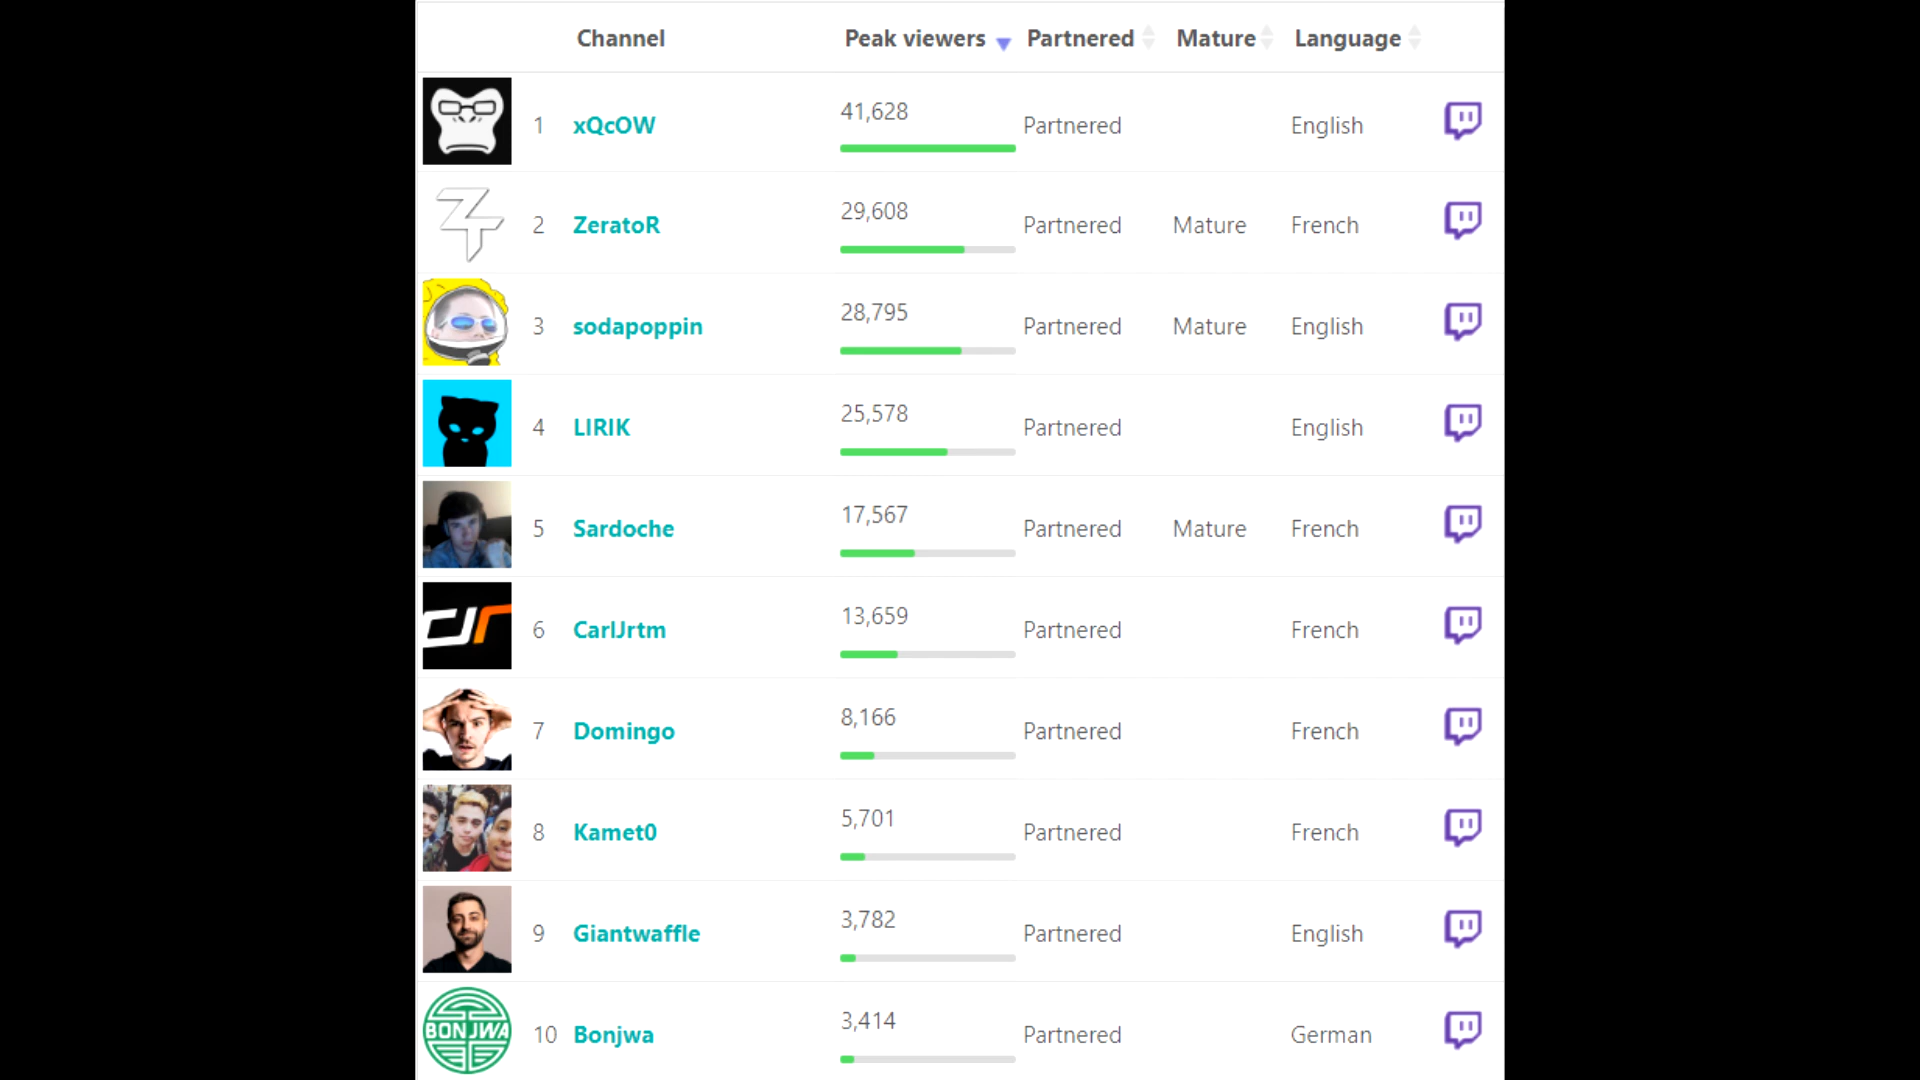 Channel Peak viewers Partnered Mature Language
1 xQcOW 41,628 Partnered English
2 ZeratoR 29,608 Partnered Mature French
3 sodapoppin 28,795 Partnered Mature English
4 LIRIK 25,578 Partnered English
5 Sardoche 17,567 Partnered Mature French
6 CarlJrtm 13,659 Partnered French
7 Domingo 8,166 Partnered French
8 Kamet0 5,701 Partnered French
9 Giantwaffle 3,782 Partnered English
BONJWA 10 Bonjwa 3,414 Partnered German